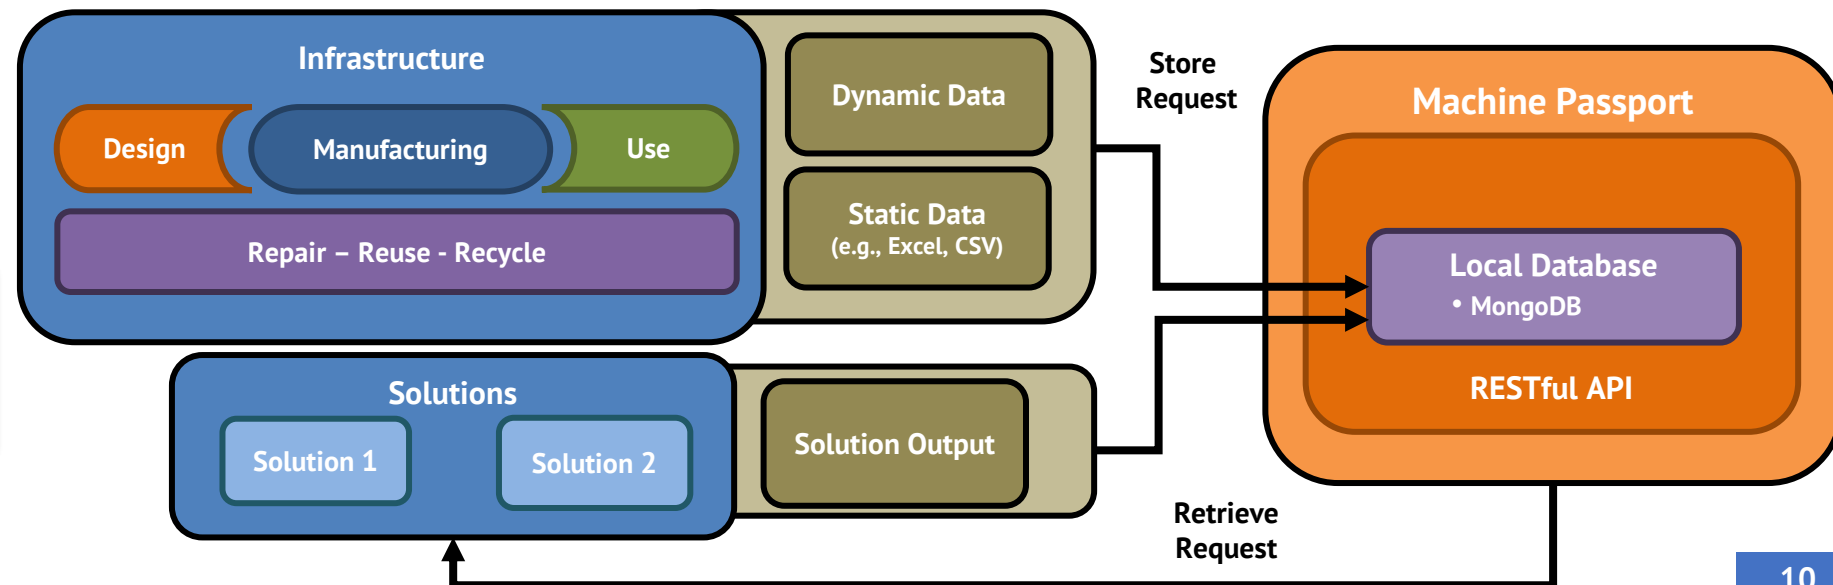 Infrastructure
Design
Manufacturing
Use
Repair – Reuse - Recycle
Dynamic Data
Static Data
(e.g., Excel, CSV)
Store
Request
Machine Passport
Local Database
• MongoDB
RESTful API
Solutions
Solution 1
Solution 2
Solution Output
Retrieve
Request
10